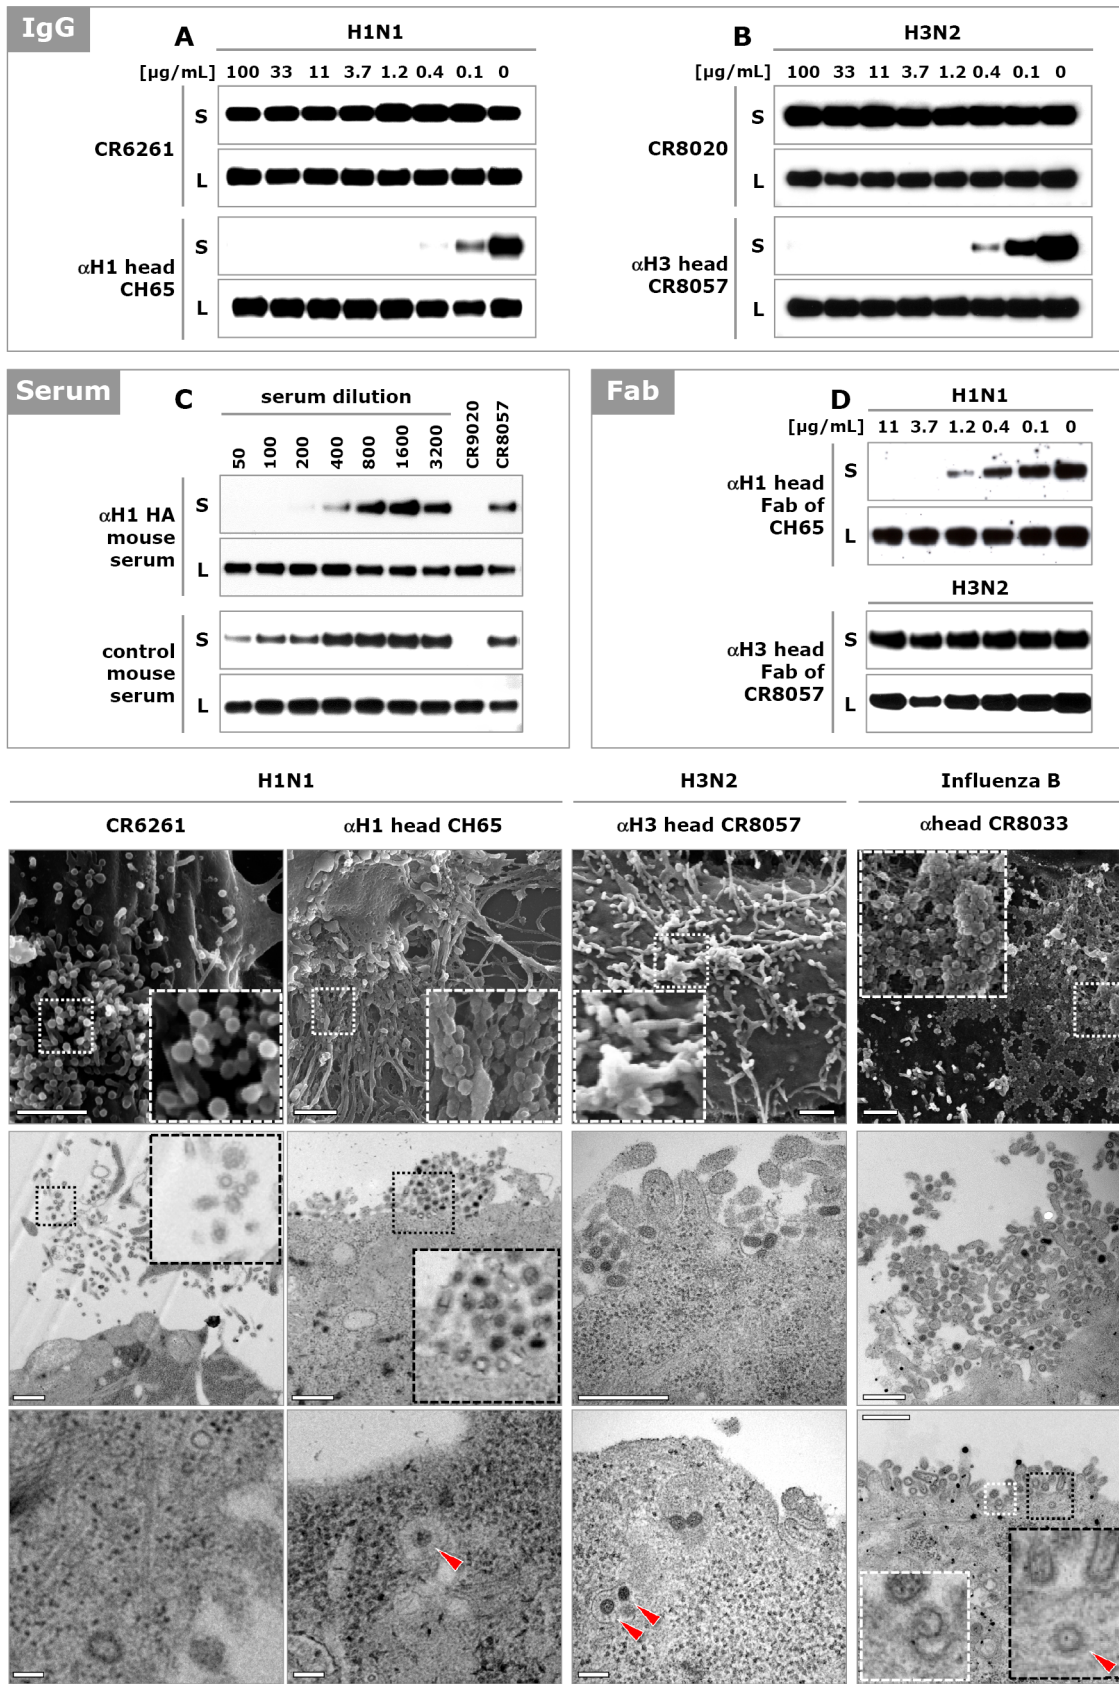 IgG
A
H1N1
[µg/mL] 100 33 11 3.7 1.2 0.4 0.1 0
CR6261
S
L
αH1 head
CH65
S
L
B
H3N2
[µg/mL] 100 33 11 3.7 1.2 0.4 0.1 0
CR8020
S
L
αH3 head
CR8057
S
L
Serum
C
serum dilution
50 100 200 400 800 1600 3200 CR9020 CR8057
αH1 HA
mouse
serum
S
L
control
mouse
serum
S
L
Fab
D
H1N1
[µg/mL] 11 3.7 1.2 0.4 0.1 0
αH1 head
Fab of
CH65
S
L
H3N2
αH3 head
Fab of
CR8057
S
L
H1N1
H3N2
Influenza B
CR6261
αH1 head CH65
αH3 head CR8057
αhead CR8033